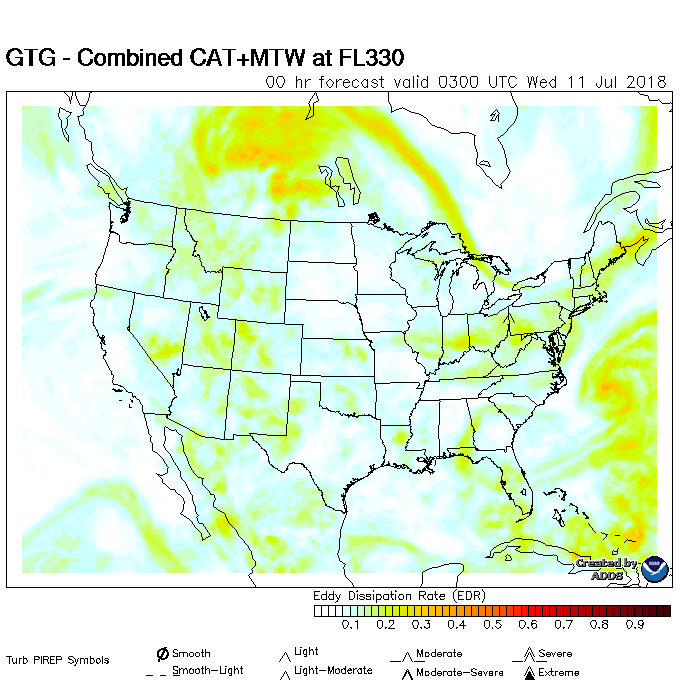 GTG - Combined CAT+MTW at FL330
00 hr forecast valid 0300 UTC Wed 11 Jul 2018
Created by
ADDS
Eddy Dissipation Rate (EDR)
0.1 0.2 0.3 0.4 0.5 0.6 0.7 0.8 0.9
Turb PIREP Symbols
Smooth Light Moderate Severe
Smooth-Light Light-Moderate Moderate-Severe Extreme